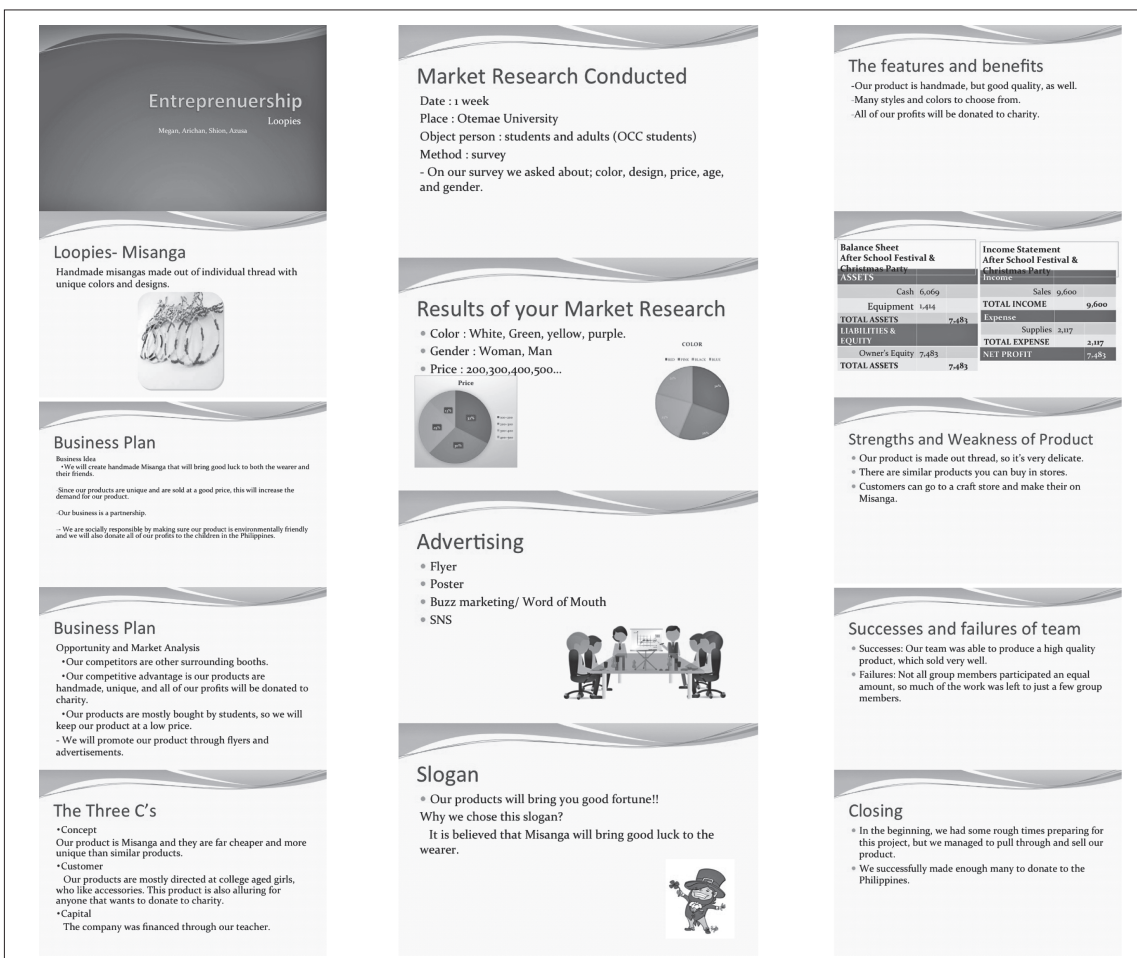 Entreprenuership
Loopies
Megan, Arichan, Shion, Azusa
Loopies- Misanga
Handmade misangas made out of individual thread with
unique colors and designs.
Business Plan
Business Idea
•We will create handmade Misanga that will bring good luck to both the wearer and
their friends.
-Since our products are unique and are sold at a good price, this will increase the
demand for our product.
-Our business is a partnership.
-- We are socially responsible by making sure our product is environmentally friendly
and we will also donate all of our profits to the children in the Philippines.
Business Plan
Opportunity and Market Analysis
•Our competitors are other surrounding booths.
•Our competitive advantage is our products are
handmade, unique, and all of our profits will be donated to
charity.
•Our products are mostly bought by students, so we will
keep our product at a low price.
- We will promote our product through flyers and
advertisements.
The Three C's
•Concept
Our product is Misanga and they are far cheaper and more
unique than similar products.
•Customer
Our products are mostly directed at college aged girls,
who like accessories. This product is also alluring for
anyone that wants to donate to charity.
•Capital
The company was financed through our teacher.
Market Research Conducted
Date : 1 week
Place : Otemae University
Object person : students and adults (OCC students)
Method : survey
- On our survey we asked about; color, design, price, age,
and gender.
Results of your Market Research
• Color : White, Green, yellow, purple.
• Gender : Woman, Man
• Price : 200,300,400,500...
Price
COLOR
Advertising
• Flyer
• Poster
• Buzz marketing/ Word of Mouth
• SNS
Slogan
• Our products will bring you good fortune!!
Why we chose this slogan?
It is believed that Misanga will bring good luck to the
wearer.
The features and benefits
-Our product is handmade, but good quality, as well.
-Many styles and colors to choose from.
-All of our profits will be donated to charity.
Balance Sheet
After School Festival &
Christmas Party
ASSETS
Cash 6,069
Equipment 1,414
TOTAL ASSETS 7,483
LIABILITIES &
EQUITY
Owner's Equity 7,483
TOTAL ASSETS 7,483
Income Statement
After School Festival &
Christmas Party
Income
Sales 9,600
TOTAL INCOME 9,600
Expense
Supplies 2,117
TOTAL EXPENSE 2,117
NET PROFIT 7,483
Strengths and Weakness of Product
• Our product is made out thread, so it's very delicate.
• There are similar products you can buy in stores.
• Customers can go to a craft store and make their on
Misanga.
Successes and failures of team
• Successes: Our team was able to produce a high quality
product, which sold very well.
• Failures: Not all group members participated an equal
amount, so much of the work was left to just a few group
members.
Closing
• In the beginning, we had some rough times preparing for
this project, but we managed to pull through and sell our
product.
• We successfully made enough many to donate to the
Philippines.